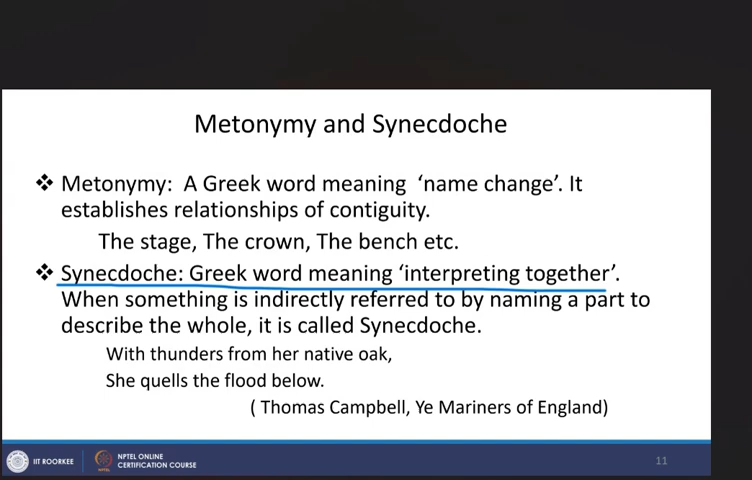 Metonymy and Synecdoche
❖ Metonymy: A Greek word meaning ‘name change’. It
establishes relationships of contiguity.
The stage, The crown, The bench etc.
❖ Synecdoche: Greek word meaning ‘interpreting together’.
When something is indirectly referred to by naming a part to
describe the whole, it is called Synecdoche.
With thunders from her native oak,
She quells the flood below.
( Thomas Campbell, Ye Mariners of England)
IIT ROORKEE
NPTEL ONLINE
CERTIFICATION COURSE
11